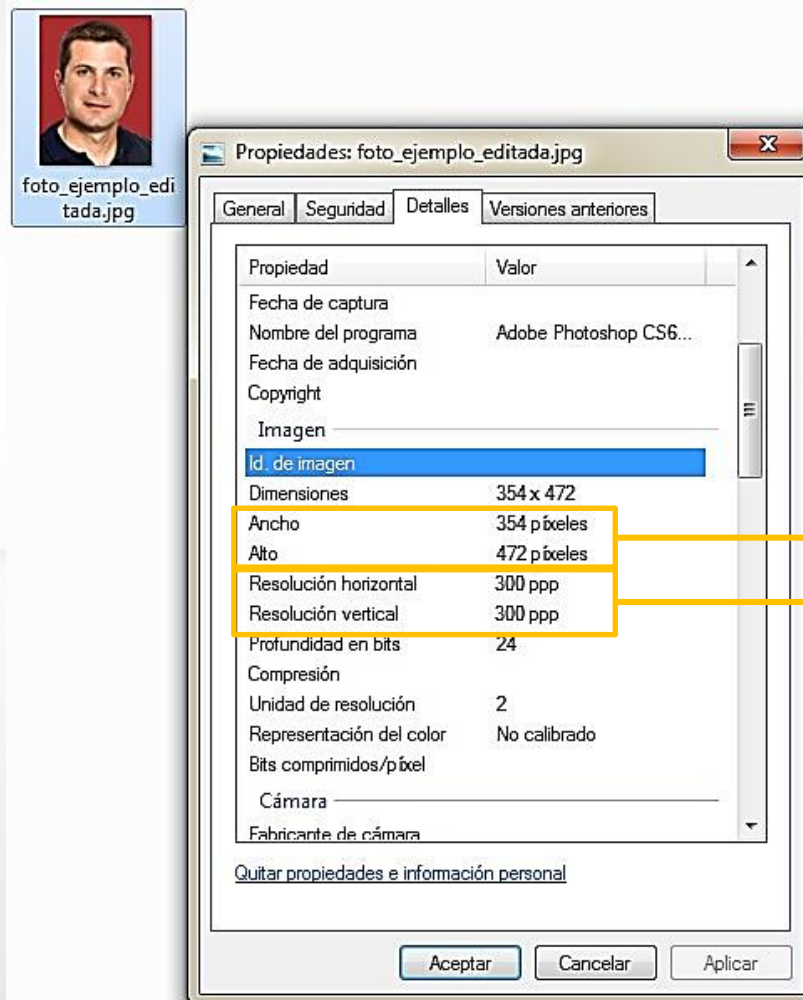 foto_ejemplo_edi
tada.jpg
Propiedades: foto_ejemplo_editada.jpg
General Seguridad Detalles Versiones anteriores
Propiedad Valor
Fecha de captura
Nombre del programa Adobe Photoshop CS6...
Fecha de adquisición
Copyright
Imagen
Id. de imagen
Dimensiones 354 x 472
Ancho 354 píxeles
Alto 472 píxeles
Resolución horizontal 300 ppp
Resolución vertical 300 ppp
Profundidad en bits 24
Compresión
Unidad de resolución 2
Representación del color No calibrado
Bits comprimidos/píxel
Cámara
Fabricante de cámara
Quitar propiedades e información personal
Aceptar Cancelar Aplicar